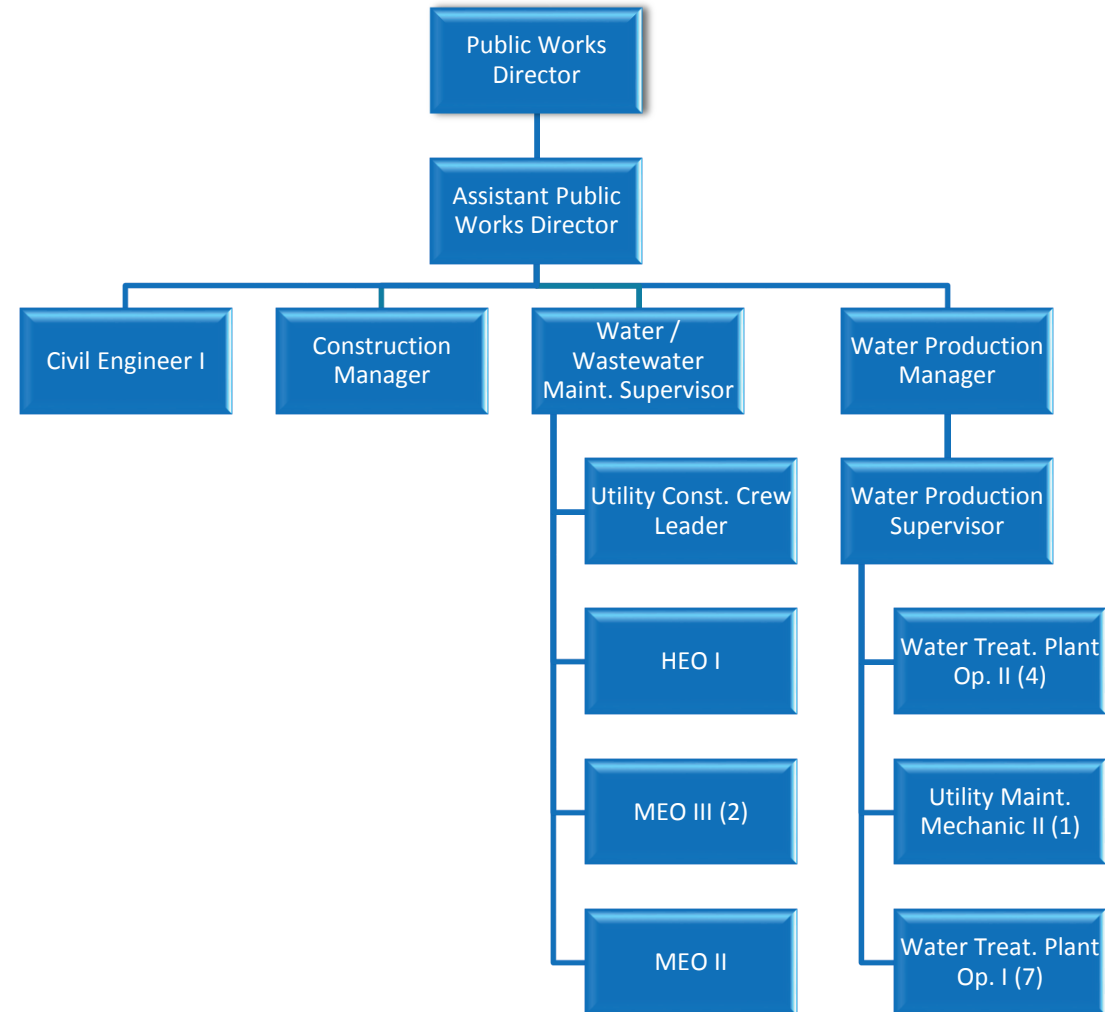 Public Works
Director
Assistant Public
Works Director
Civil Engineer I
Construction
Manager
Water /
Wastewater
Maint. Supervisor
Water Production
Manager
Utility Const. Crew
Leader
Water Production
Supervisor
HEO I
Water Treat. Plant
Op. II (4)
MEO III (2)
Utility Maint.
Mechanic II (1)
MEO II
Water Treat. Plant
Op. I (7)